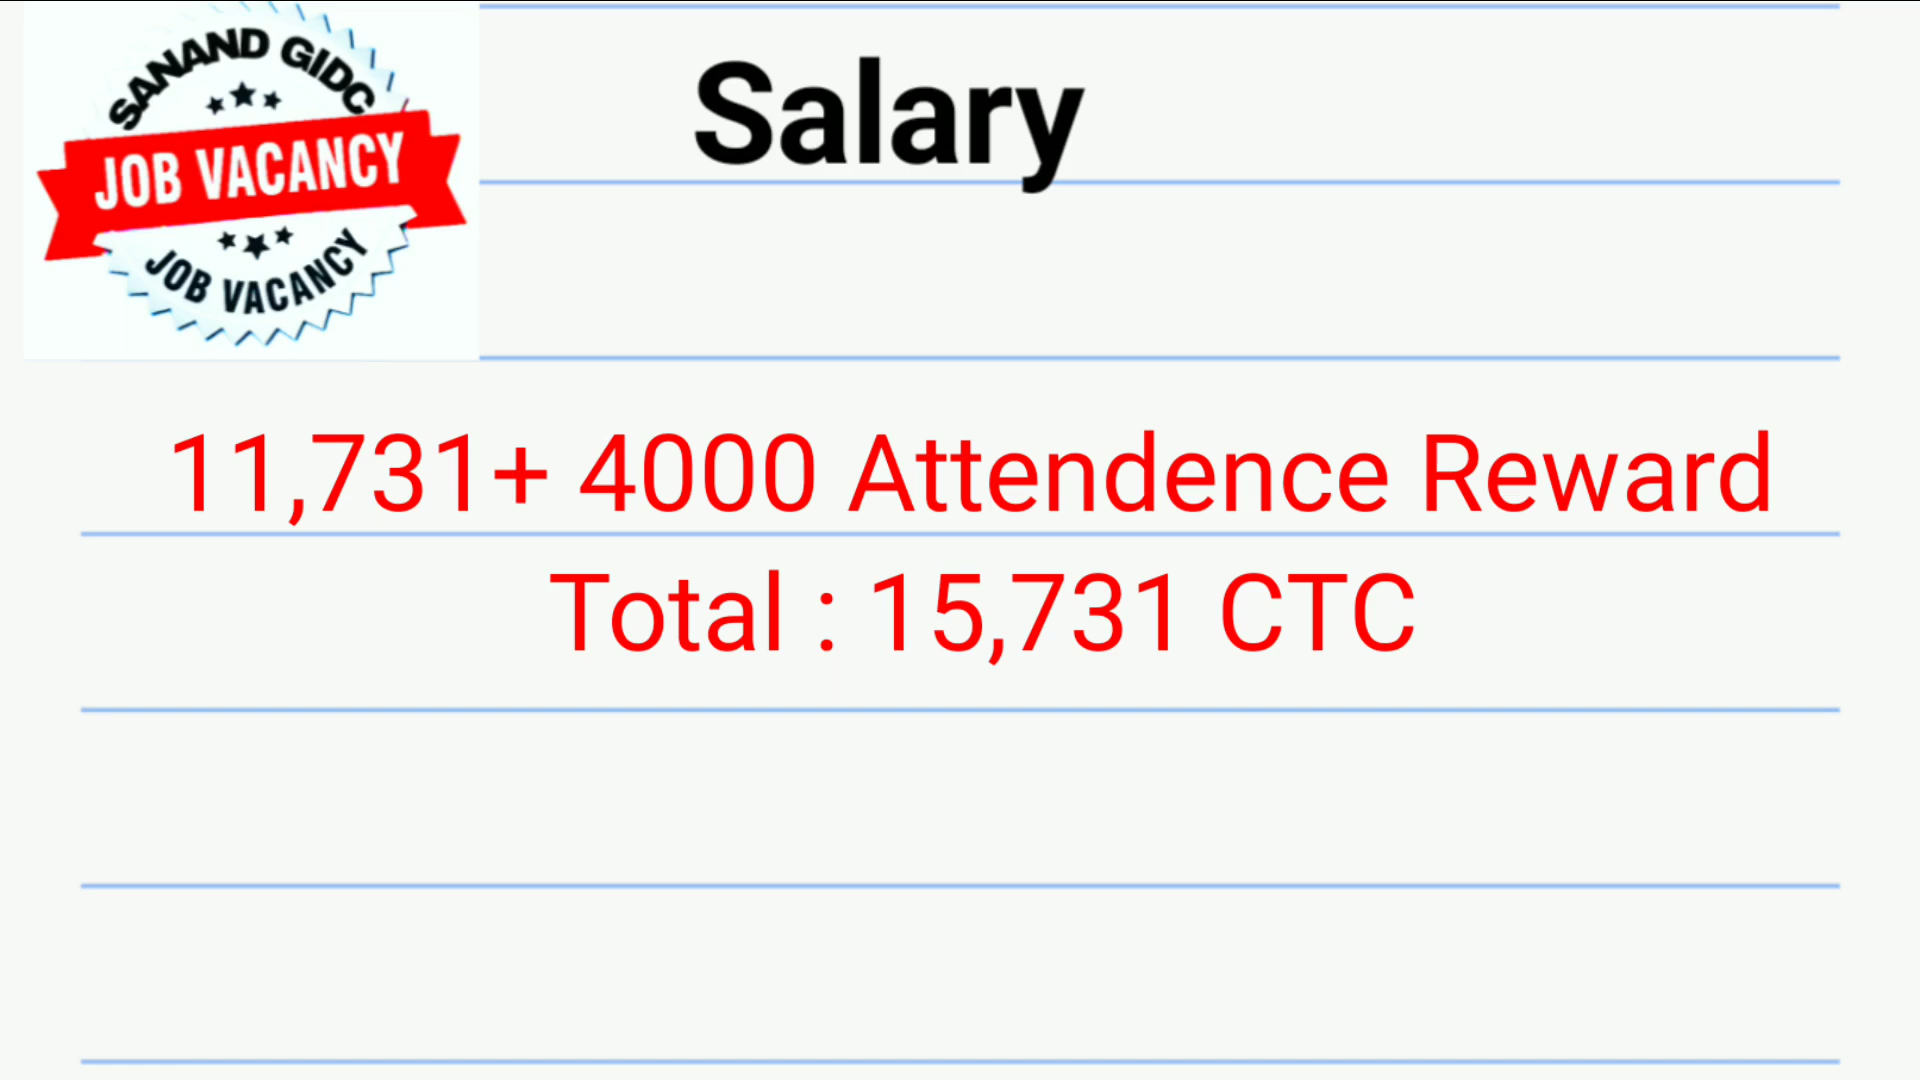 SANAND GIDC
JOB VACANCY
JOB VACANCY
Salary
11,731+ 4000 Attendence Reward
Total : 15,731 CTC